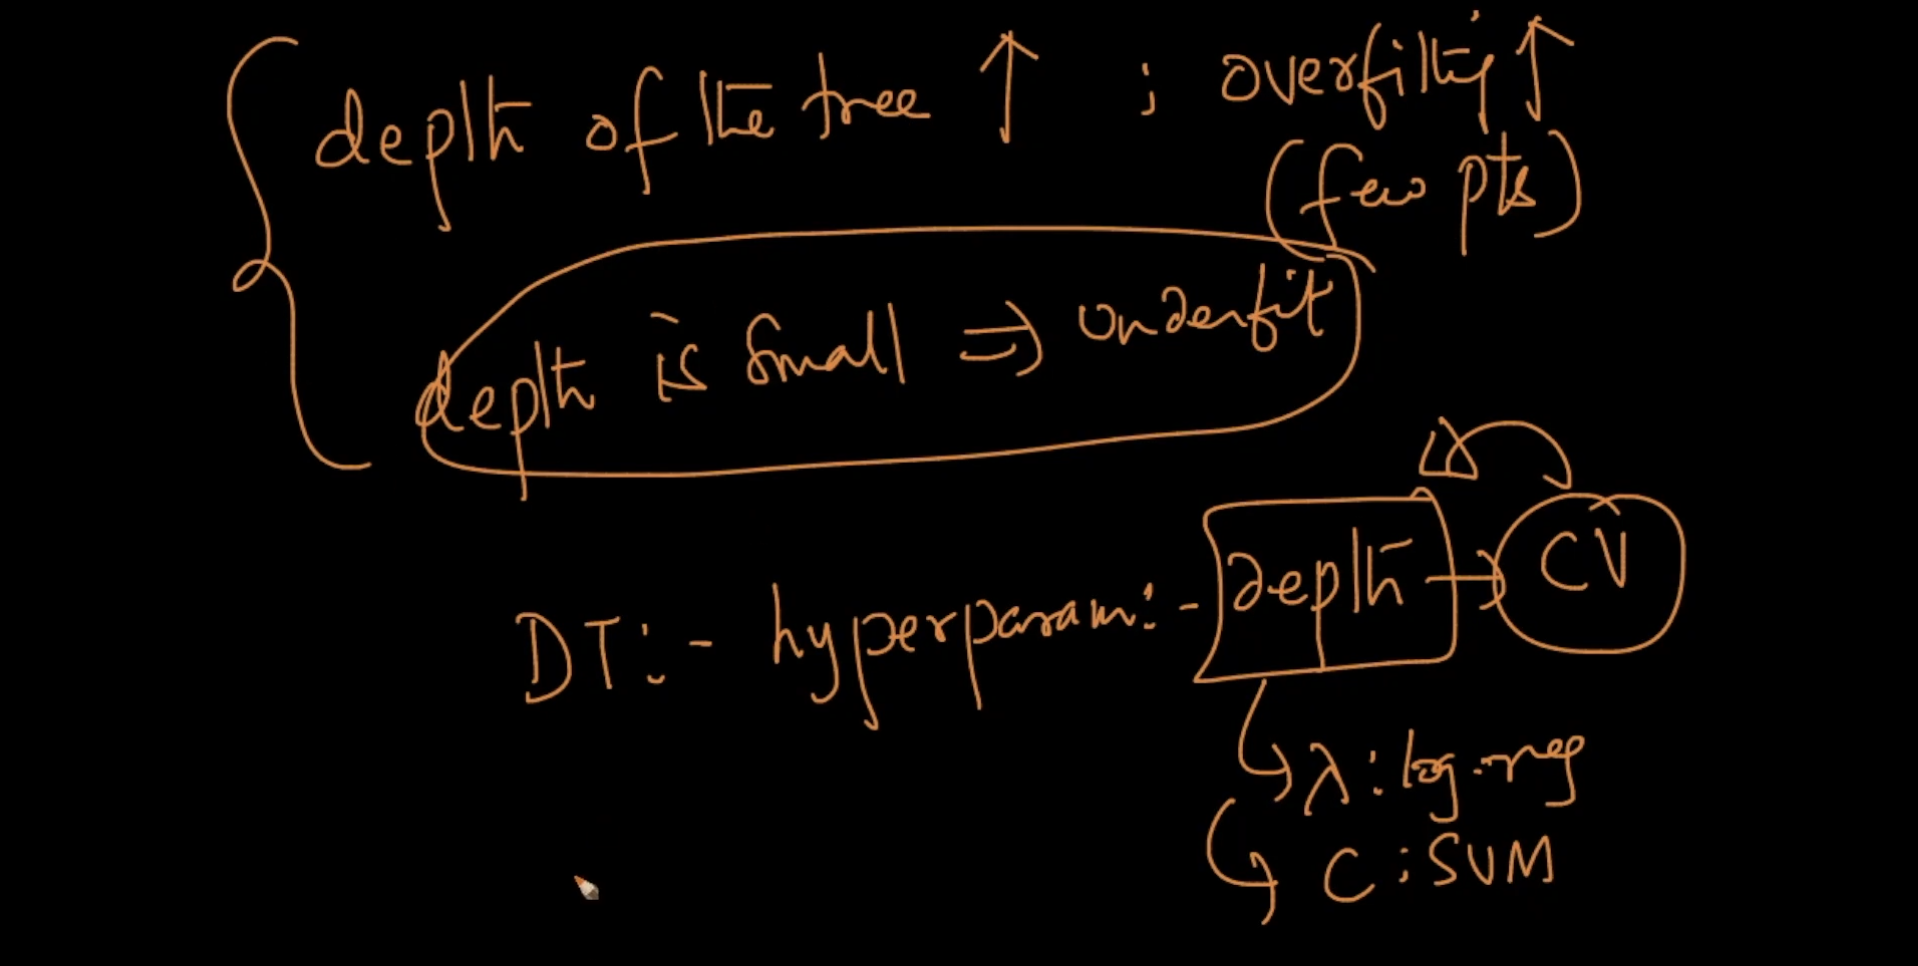 depth of the tree ↑ ; overfitting ↑
(few pts)
depth is small ⇒ underfit
DT:- hyperparam:- depth → CV
λ: log-reg
C: SVM